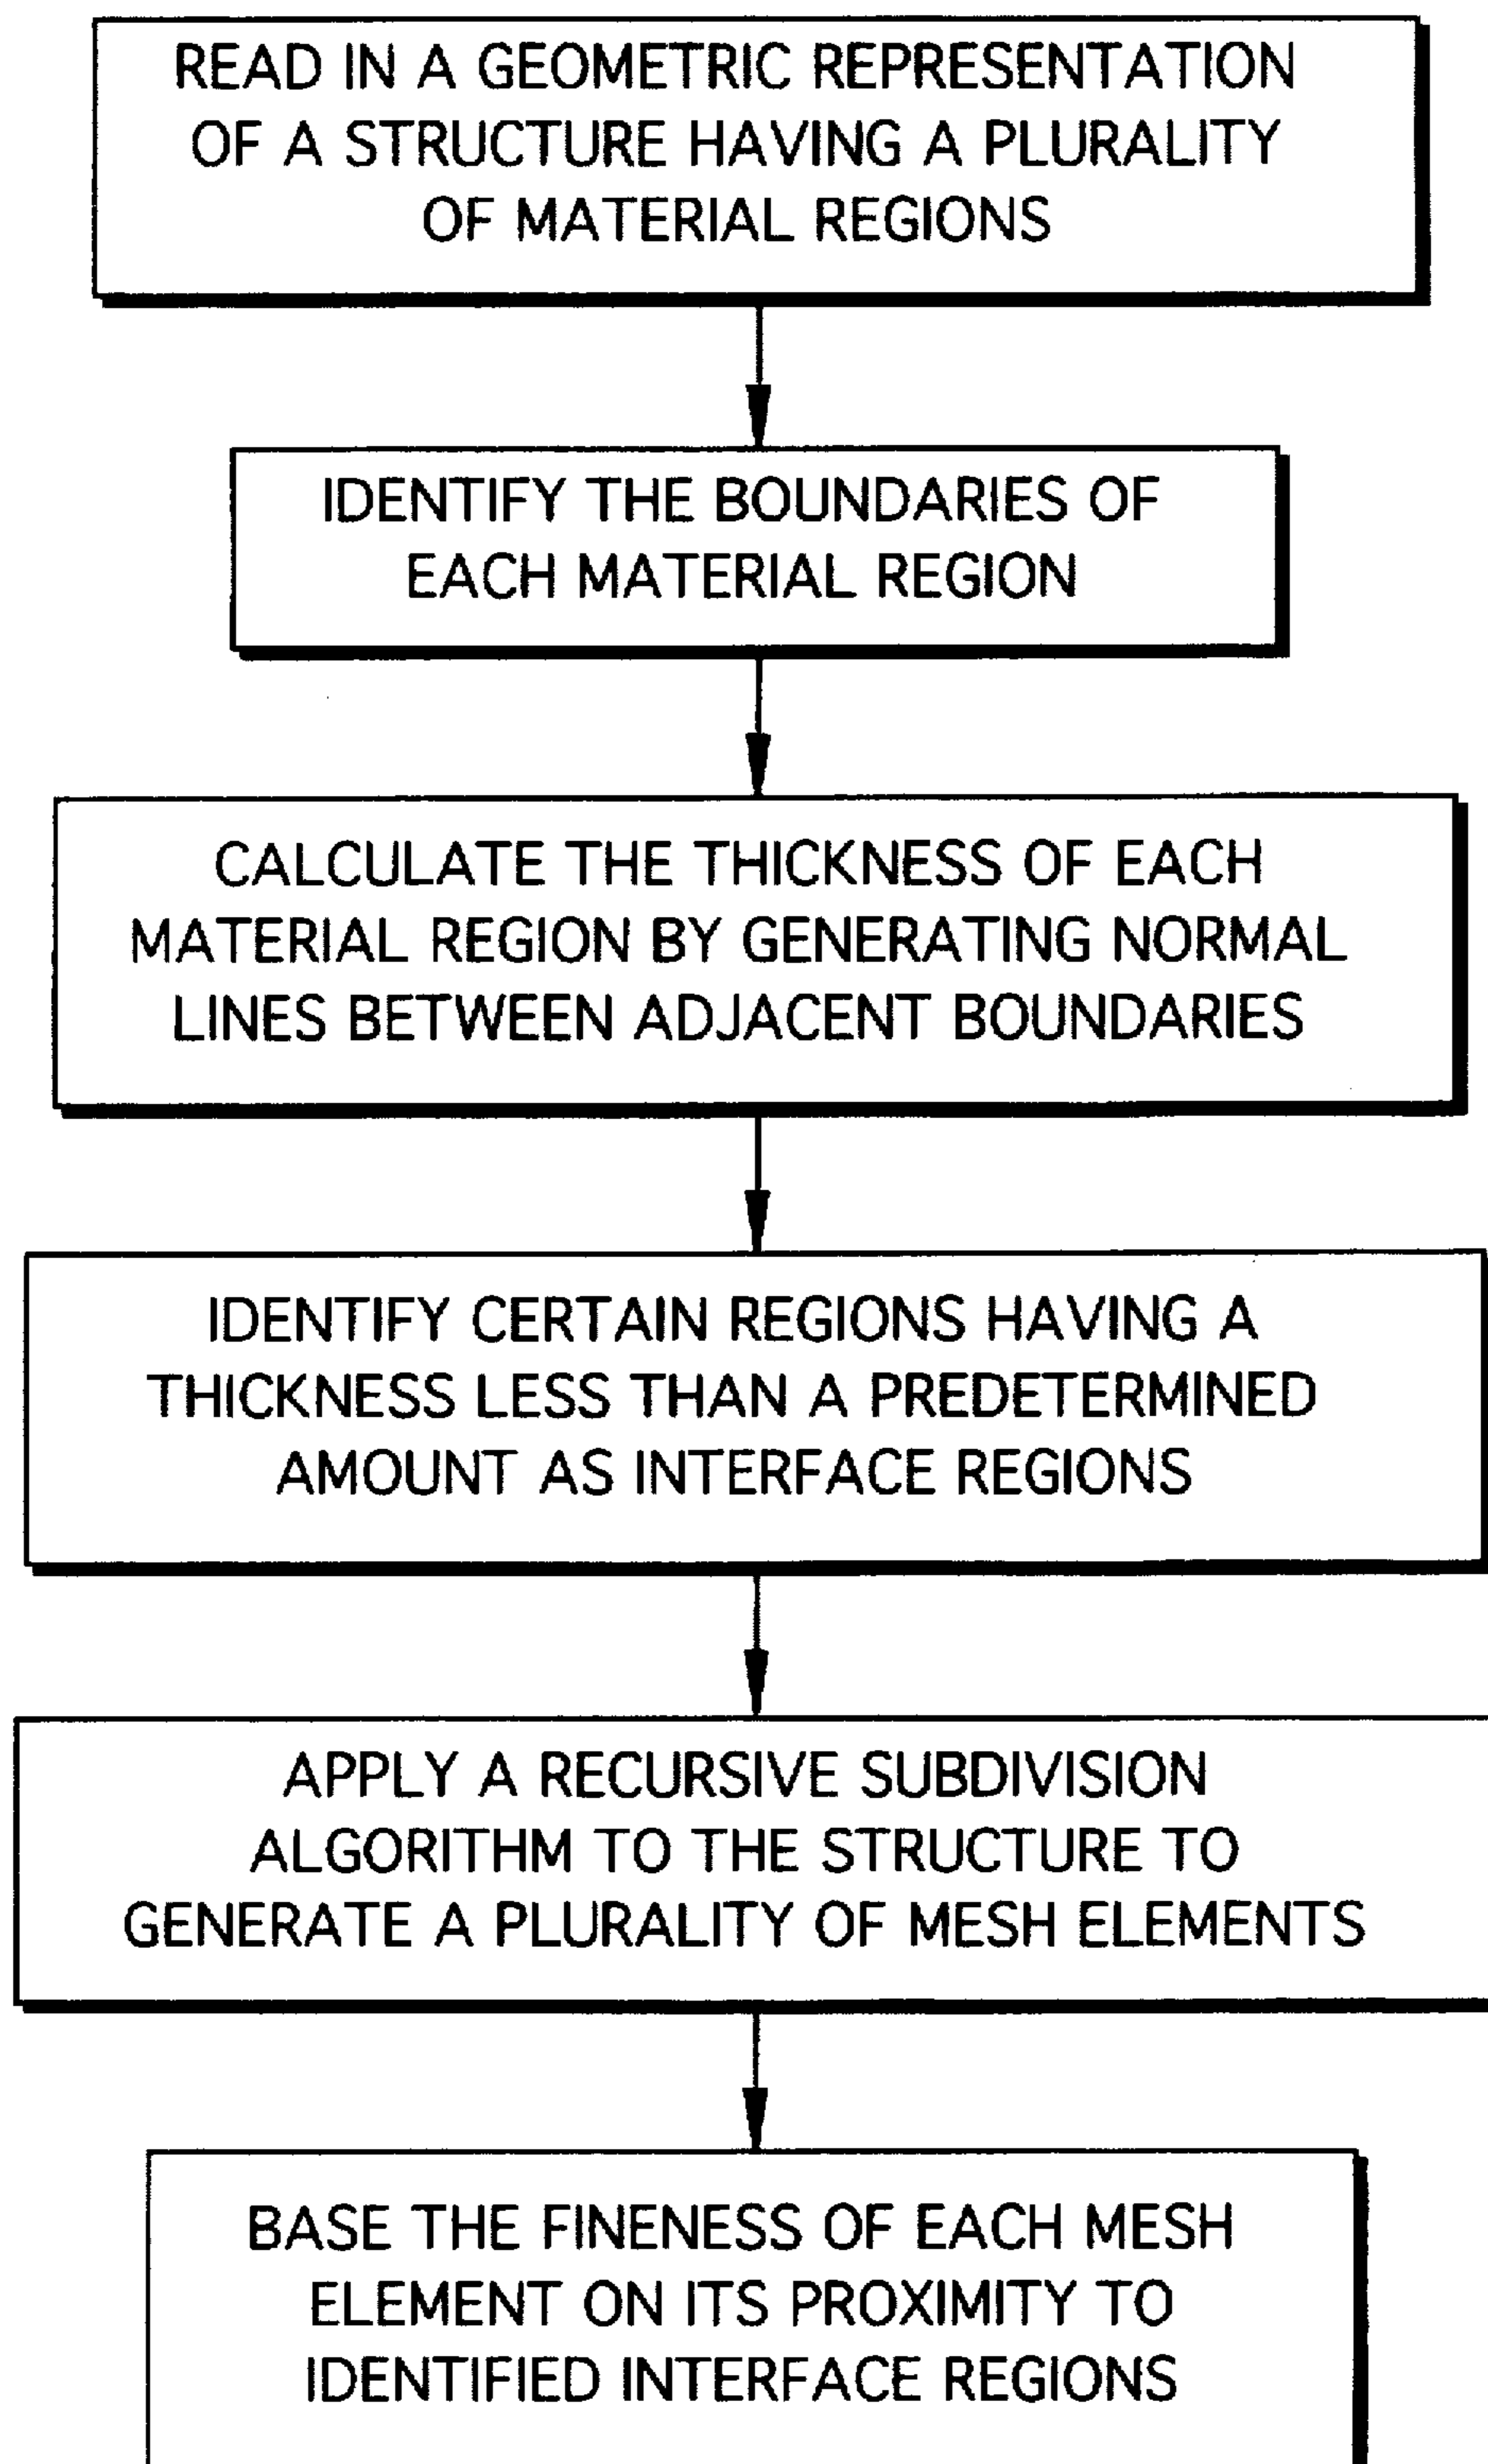 READ IN A GEOMETRIC REPRESENTATION
OF A STRUCTURE HAVING A PLURALITY
OF MATERIAL REGIONS
IDENTIFY THE BOUNDARIES OF
EACH MATERIAL REGION
CALCULATE THE THICKNESS OF EACH
MATERIAL REGION BY GENERATING NORMAL
LINES BETWEEN ADJACENT BOUNDARIES
IDENTIFY CERTAIN REGIONS HAVING A
THICKNESS LESS THAN A PREDETERMINED
AMOUNT AS INTERFACE REGIONS
APPLY A RECURSIVE SUBDIVISION
ALGORITHM TO THE STRUCTURE TO
GENERATE A PLURALITY OF MESH ELEMENTS
BASE THE FINENESS OF EACH MESH
ELEMENT ON ITS PROXIMITY TO
IDENTIFIED INTERFACE REGIONS